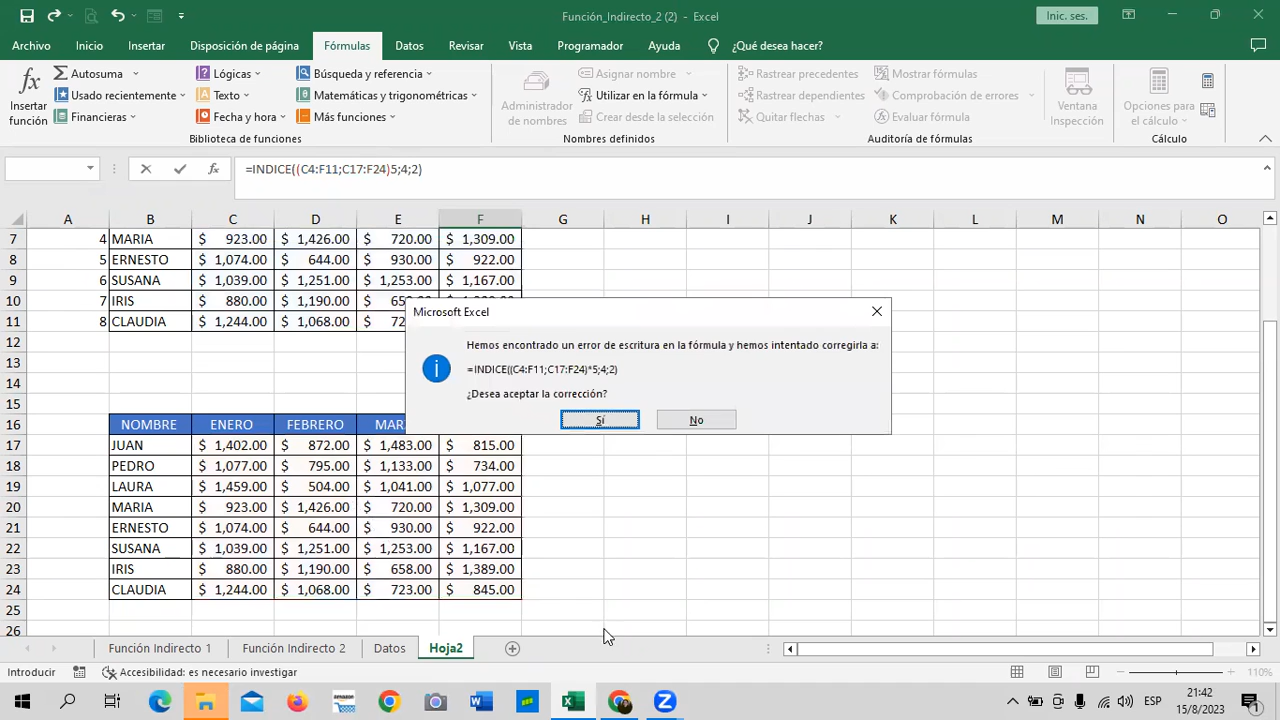 Función_Indirecto_2 (2) - Excel
Inic. ses.
Archivo Inicio Insertar Disposición de página Fórmulas Datos Revisar Vista Programador Ayuda ¿Qué desea hacer?
Insertar función
Autosuma
Usado recientemente
Financieras
Lógicas
Texto
Fecha y hora
Búsqueda y referencia
Matemáticas y trigonométricas
Más funciones
Biblioteca de funciones
Administrador de nombres
Asignar nombre
Utilizar en la fórmula
Crear desde la selección
Nombres definidos
Rastrear precedentes
Rastrear dependientes
Quitar flechas
Mostrar fórmulas
Comprobación de errores
Evaluar fórmula
Auditoría de fórmulas
Ventana Inspección
Opciones para el cálculo
Cálculo
fx =INDICE((C4:F11;C17:F24)5;4;2)
A B C D E F G H I J K L M N O
7 4 MARIA $ 923.00 $ 1,426.00 $ 720.00 $ 1,309.00
8 5 ERNESTO $ 1,074.00 $ 644.00 $ 930.00 $ 922.00
9 6 SUSANA $ 1,039.00 $ 1,251.00 $ 1,253.00 $ 1,167.00
10 7 IRIS $ 880.00 $ 1,190.00 $
11 8 CLAUDIA $ 1,244.00 $ 1,068.00 $
Microsoft Excel
Hemos encontrado un error de escritura en la fórmula y hemos intentado corregirla a:
=INDICE((C4:F11;C17:F24)*5;4;2)
¿Desea aceptar la corrección?
Sí No
12
13
14
15
16 NOMBRE ENERO FEBRERO
17 JUAN $ 1,402.00 $ 872.00 $ 1,483.00 $ 815.00
18 PEDRO $ 1,077.00 $ 795.00 $ 1,133.00 $ 734.00
19 LAURA $ 1,459.00 $ 504.00 $ 1,041.00 $ 1,077.00
20 MARIA $ 923.00 $ 1,426.00 $ 720.00 $ 1,309.00
21 ERNESTO $ 1,074.00 $ 644.00 $ 930.00 $ 922.00
22 SUSANA $ 1,039.00 $ 1,251.00 $ 1,253.00 $ 1,167.00
23 IRIS $ 880.00 $ 1,190.00 $ 658.00 $ 1,389.00
24 CLAUDIA $ 1,244.00 $ 1,068.00 $ 723.00 $ 845.00
25
26
Función Indirecto 1 Función Indirecto 2 Datos Hoja2
Introducir Accesibilidad: es necesario investigar 110%
amazon
ESP
21:42
15/8/2023